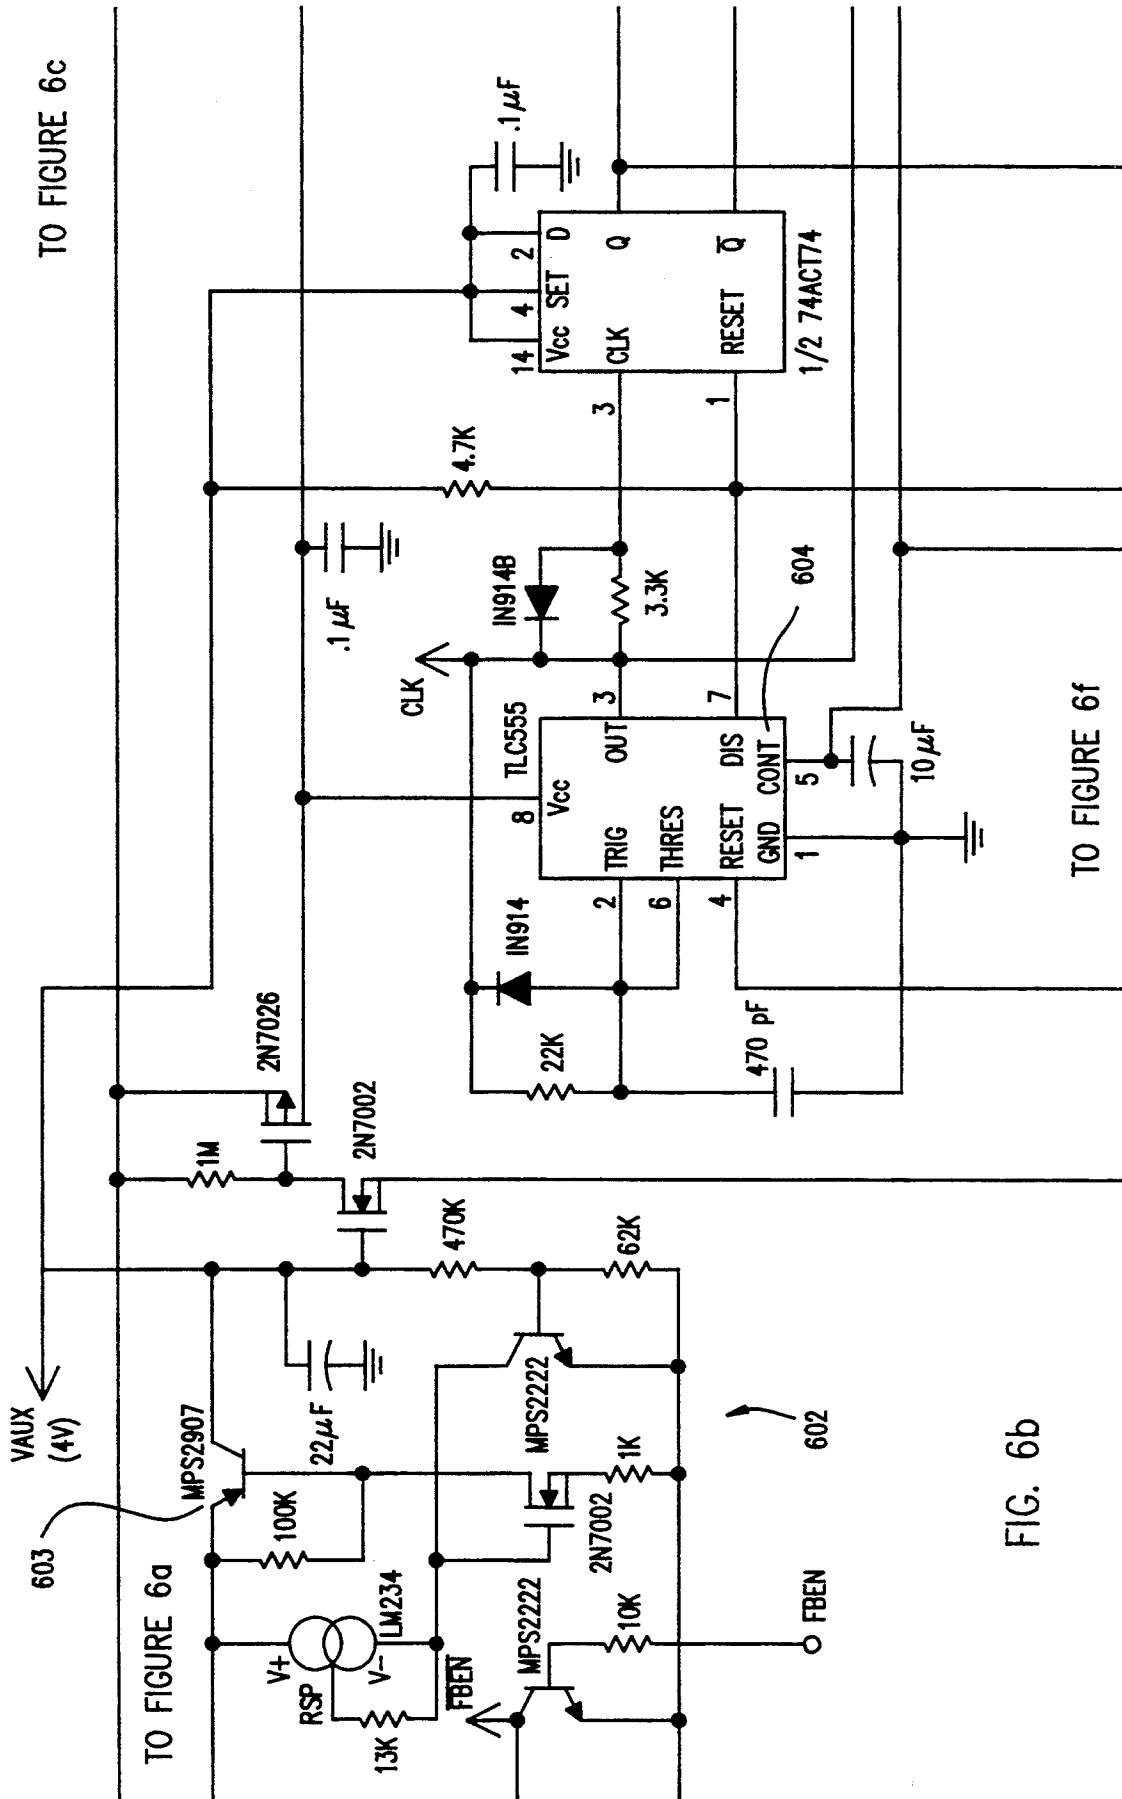 TO FIGURE 6a
TO FIGURE 6c
VAUX
(4V)
603
MPS2907
100K
22µF
V+
RSP
V-
LM234
13K
FBEN
MPS2222
10K
FBEN
2N7002
1K
MPS2222
602
470K
62K
1M
2N7026
2N7002
.1µF
CLK
22K
IN914
470 pF
TLC555
8
Vcc
2
TRIG
6
THRES
4
RESET
GND
1
OUT
3
DIS
7
CONT
5
10µF
604
IN914B
3.3K
4.7K
3
CLK
1
RESET
14
Vcc
4
SET
2
D
Q
Q̅
1/2 74ACT74
.1µF
TO FIGURE 6f
FIG. 6b